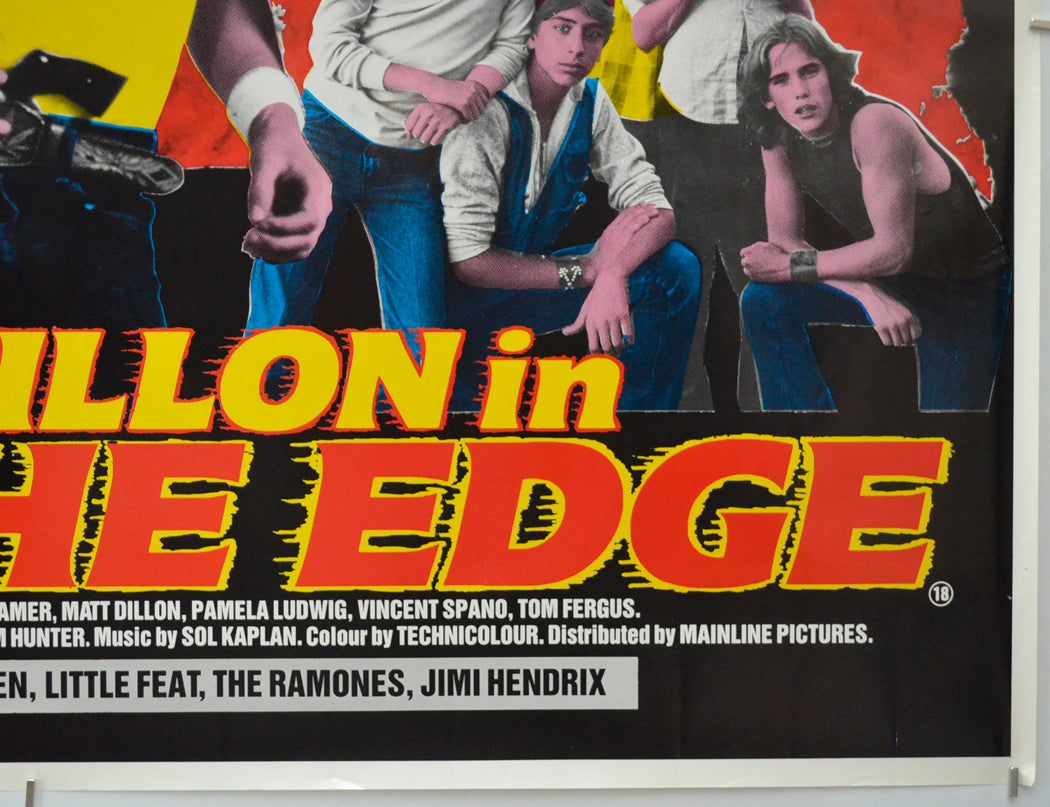 ILLON in
HE EDGE
18
AMER, MATT DILLON, PAMELA LUDWIG, VINCENT SPANO, TOM FERGUS.
M HUNTER. Music by SOL KAPLAN. Colour by TECHNICOLOUR. Distributed by MAINLINE PICTURES.
EN, LITTLE FEAT, THE RAMONES, JIMI HENDRIX